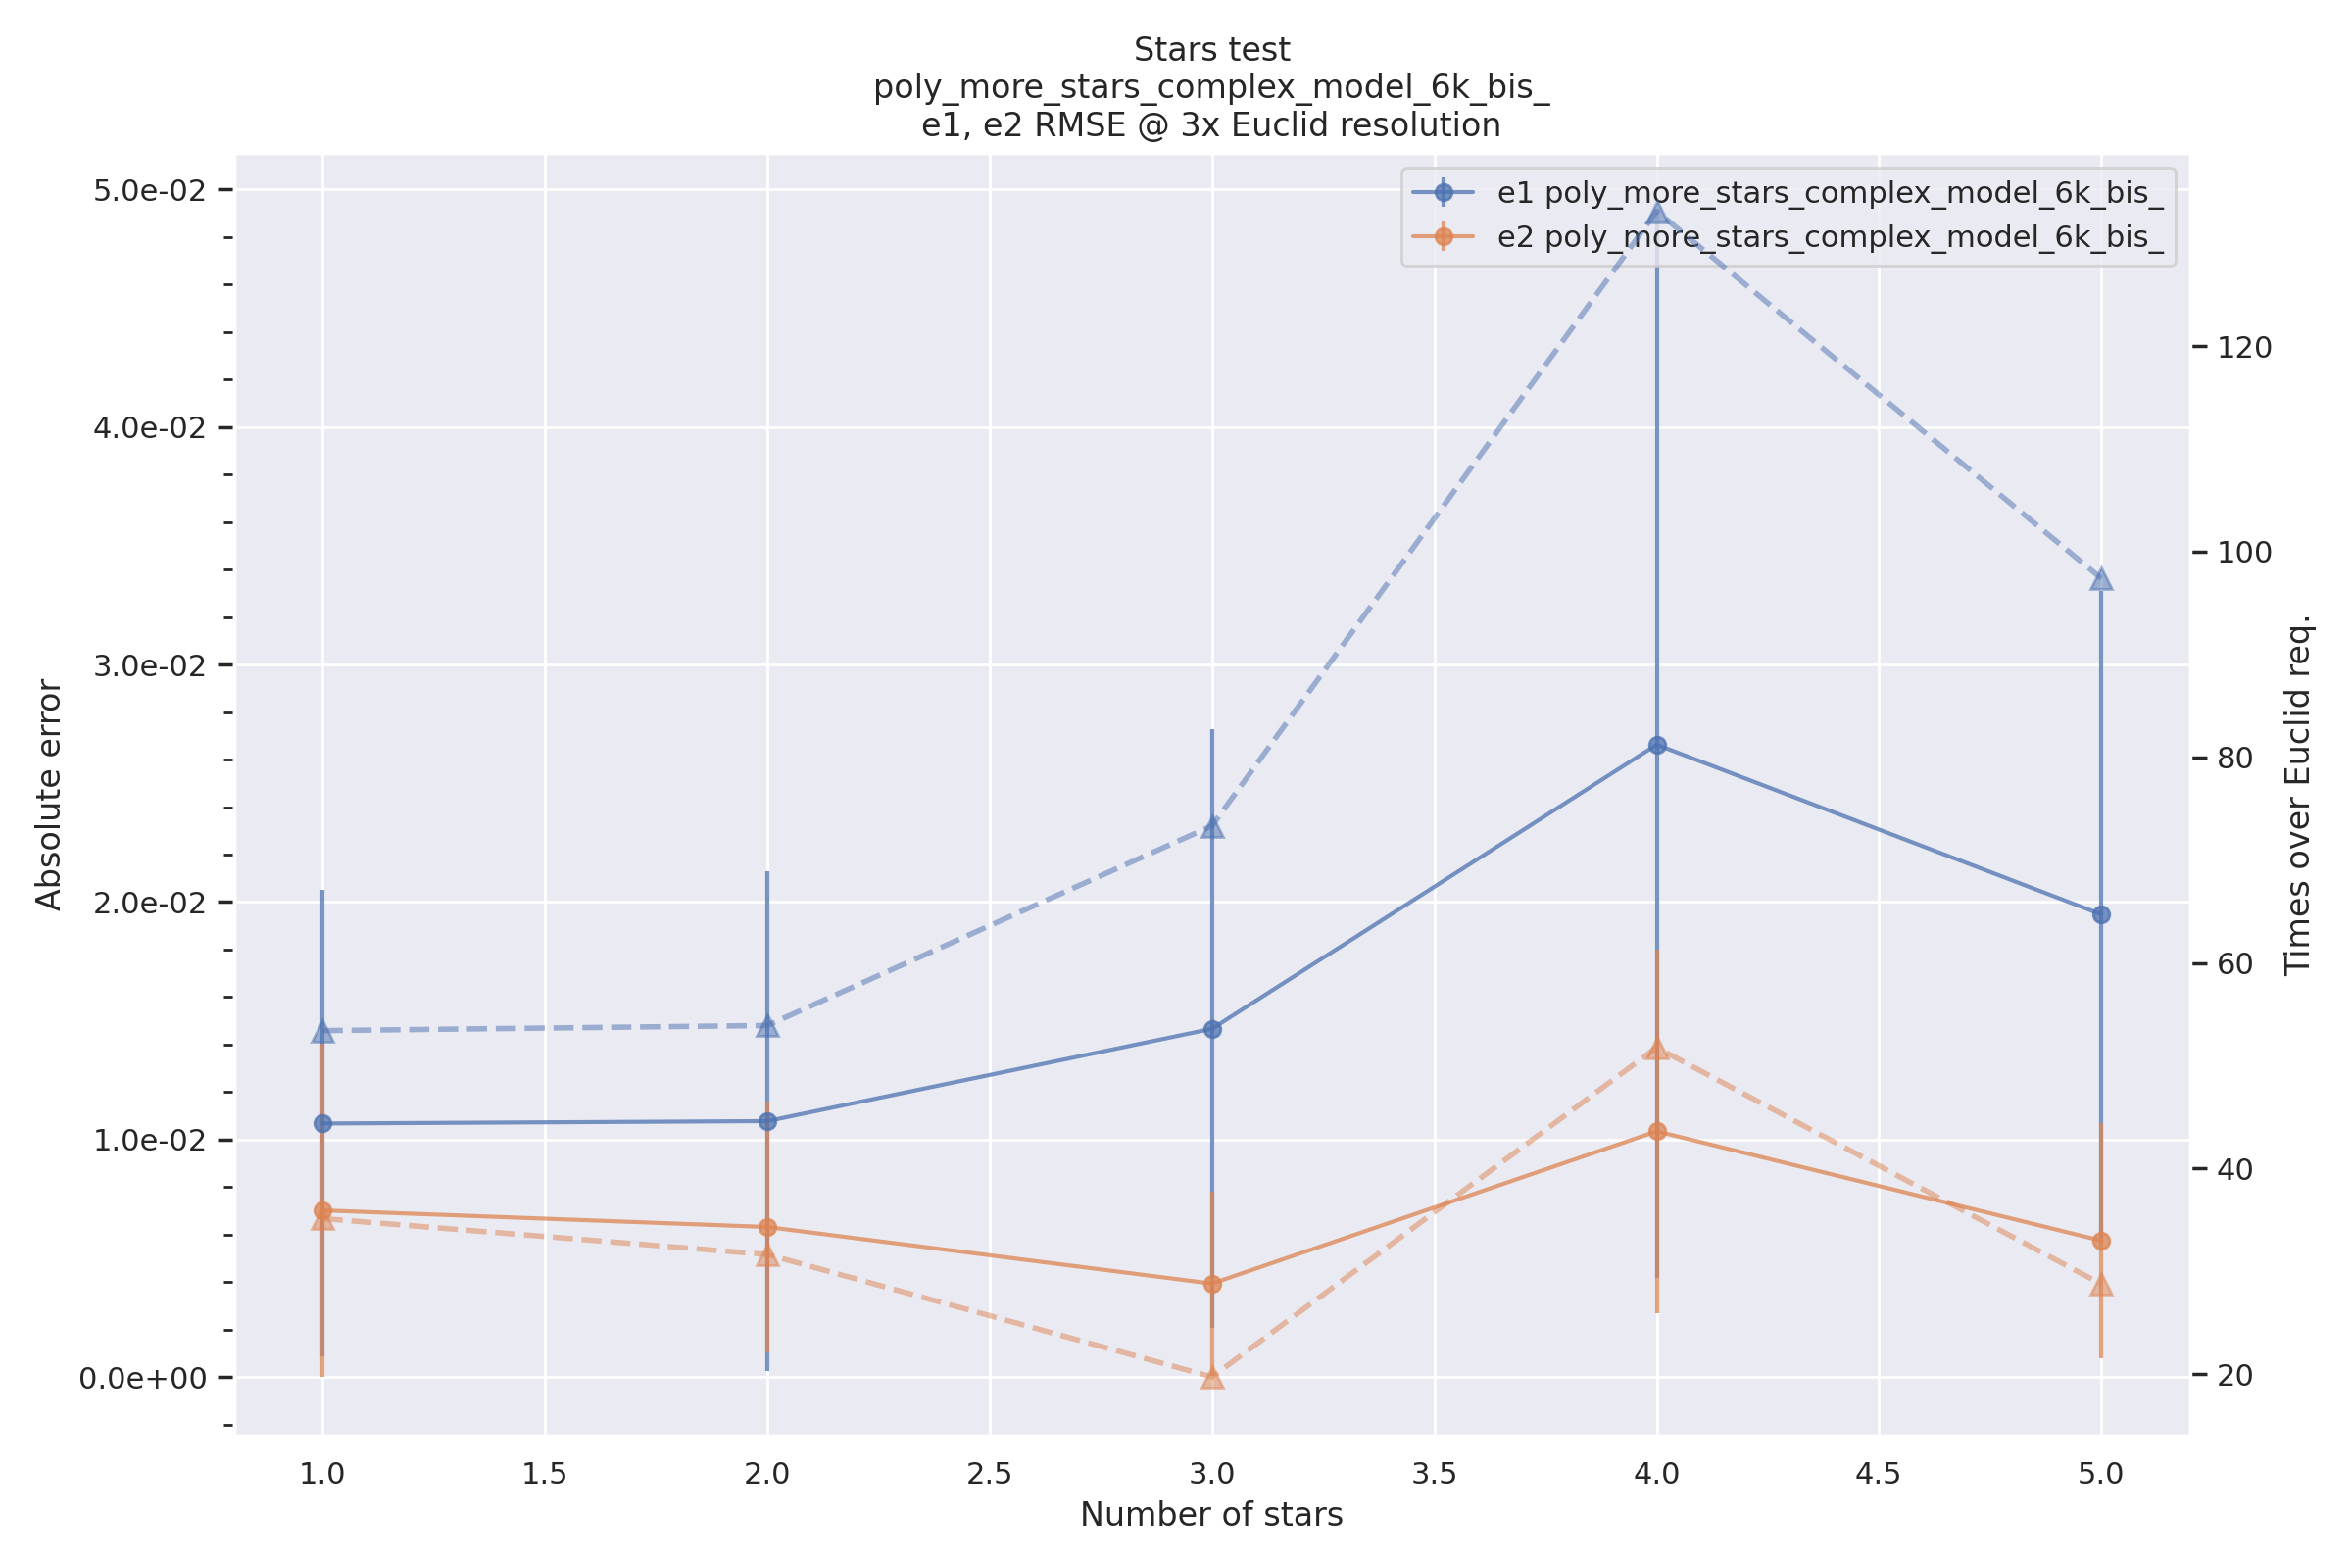 Stars test
poly_more_stars_complex_model_6k_bis_
e1, e2 RMSE @ 3x Euclid resolution
e1 poly_more_stars_complex_model_6k_bis_
e2 poly_more_stars_complex_model_6k_bis_
Absolute error
5.0e-02
4.0e-02
3.0e-02
2.0e-02
1.0e-02
0.0e+00
120
100
80
60
40
20
Times over Euclid req.
1.0 1.5 2.0 2.5 3.0 3.5 4.0 4.5 5.0
Number of stars